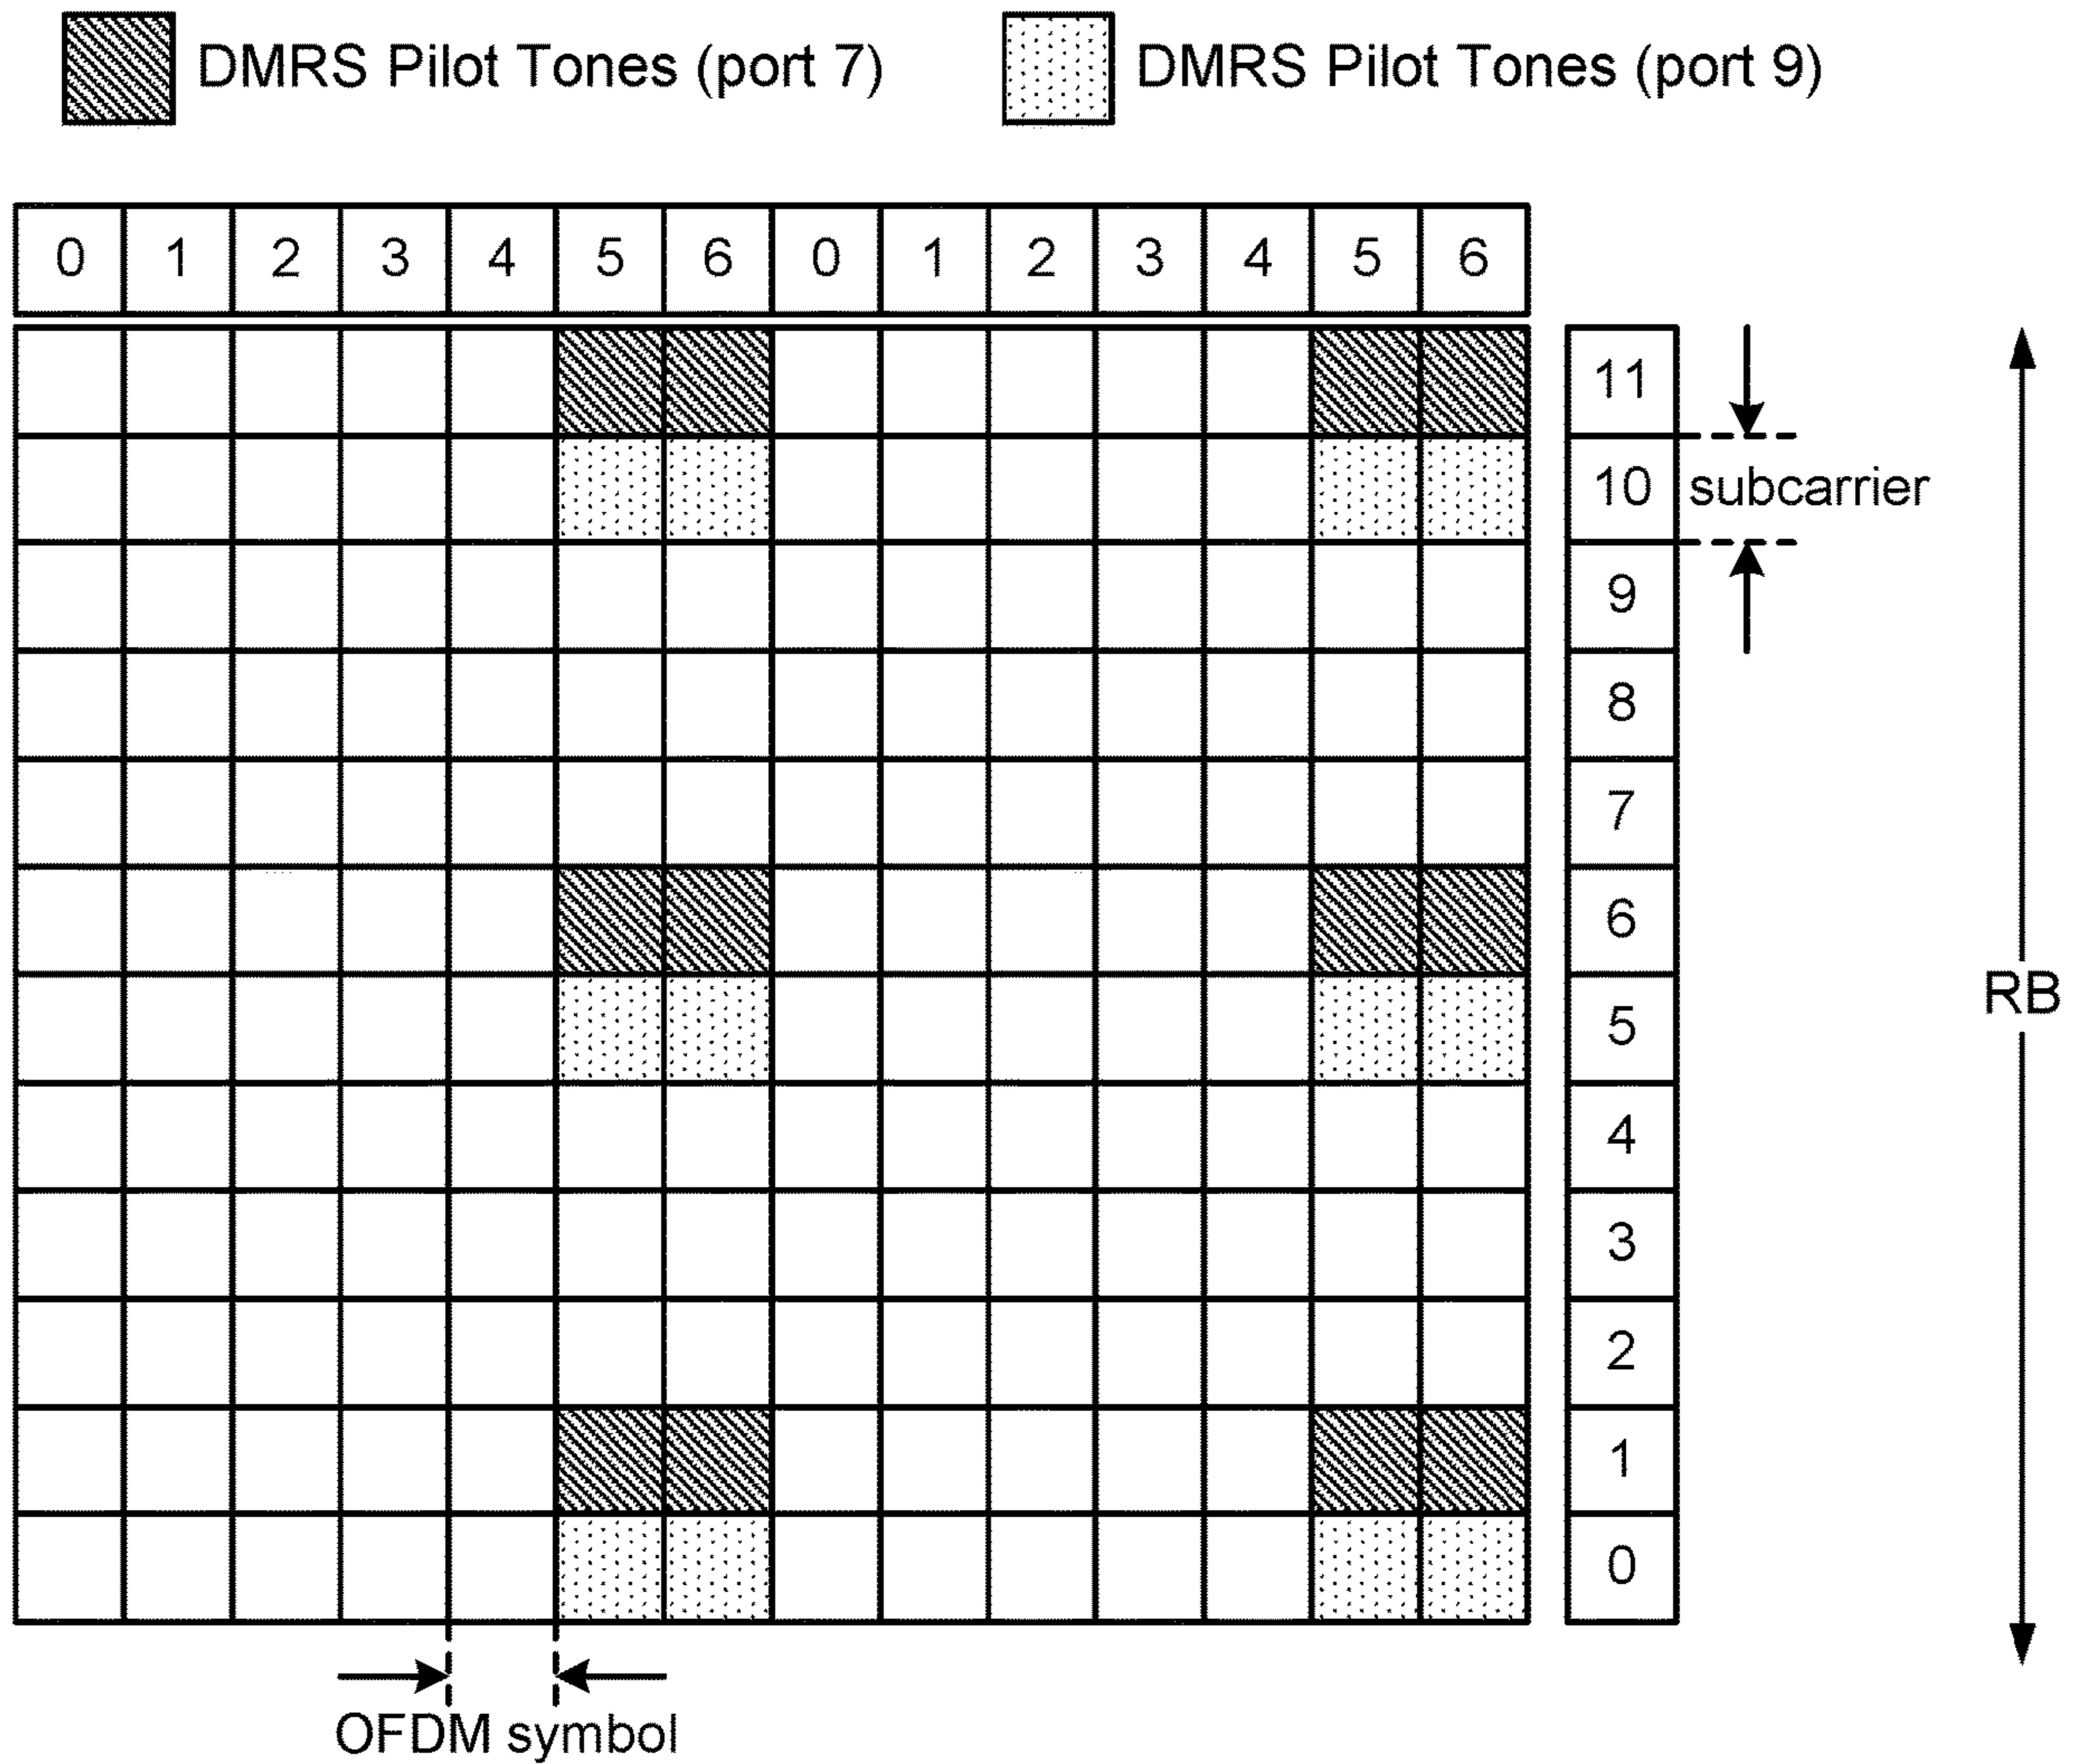 DMRS Pilot Tones (port 7) DMRS Pilot Tones (port 9)
0 1 2 3 4 5 6 0 1 2 3 4 5 6
11
10 subcarrier
9
8
7
6
RB
5
4
3
2
1
0
OFDM symbol